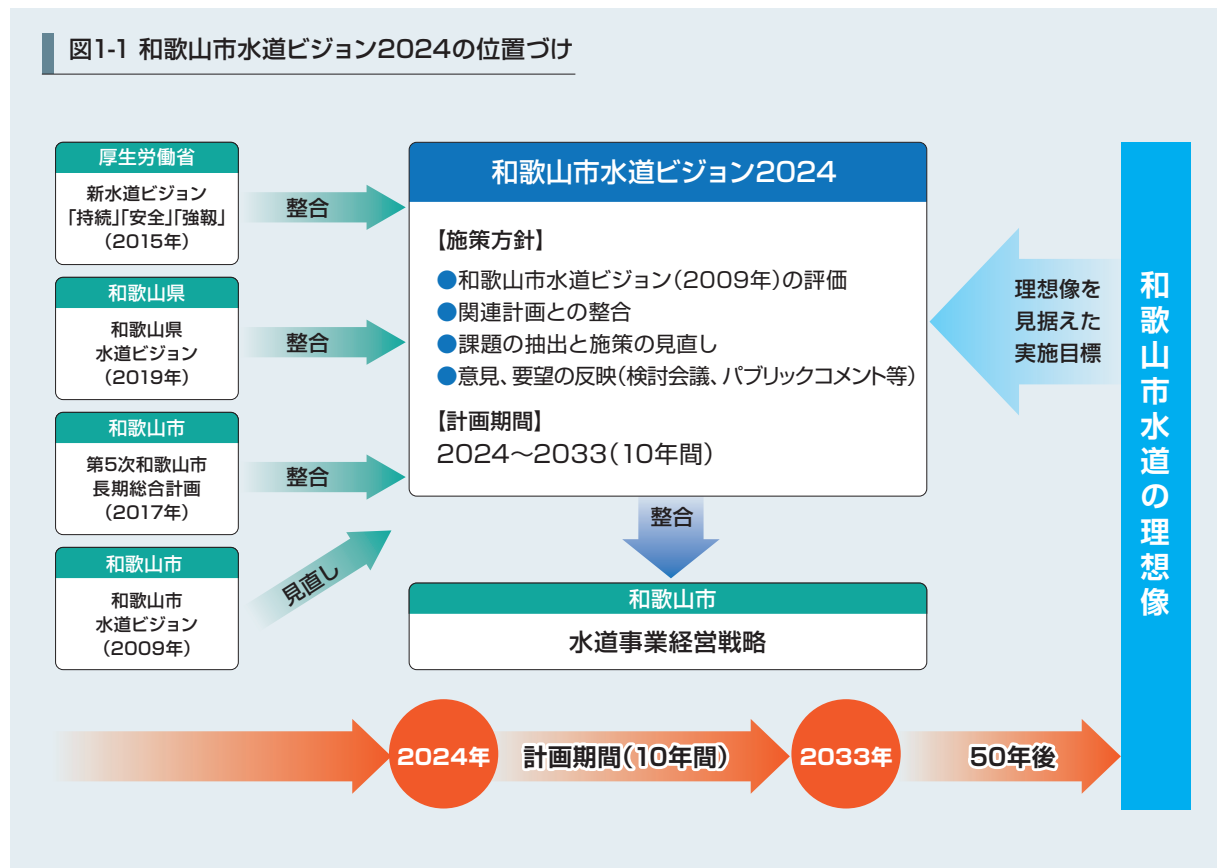 図1-1 和歌山市水道ビジョン2024の位置づけ
厚生労働省
新水道ビジョン
「持続」「安全」「強靱」
(2015年)
整合
和歌山県
和歌山県
水道ビジョン
(2019年)
整合
和歌山市
第5次和歌山市
長期総合計画
(2017年)
整合
和歌山市
和歌山市
水道ビジョン
(2009年)
見直し
和歌山市水道ビジョン2024
【施策方針】
●和歌山市水道ビジョン(2009年)の評価
●関連計画との整合
●課題の抽出と施策の見直し
●意見、要望の反映(検討会議、パブリックコメント等)
【計画期間】
2024~2033(10年間)
整合
和歌山市
水道事業経営戦略
理想像を
見据えた
実施目標
和歌山市水道の理想像
2024年
計画期間(10年間)
2033年
50年後